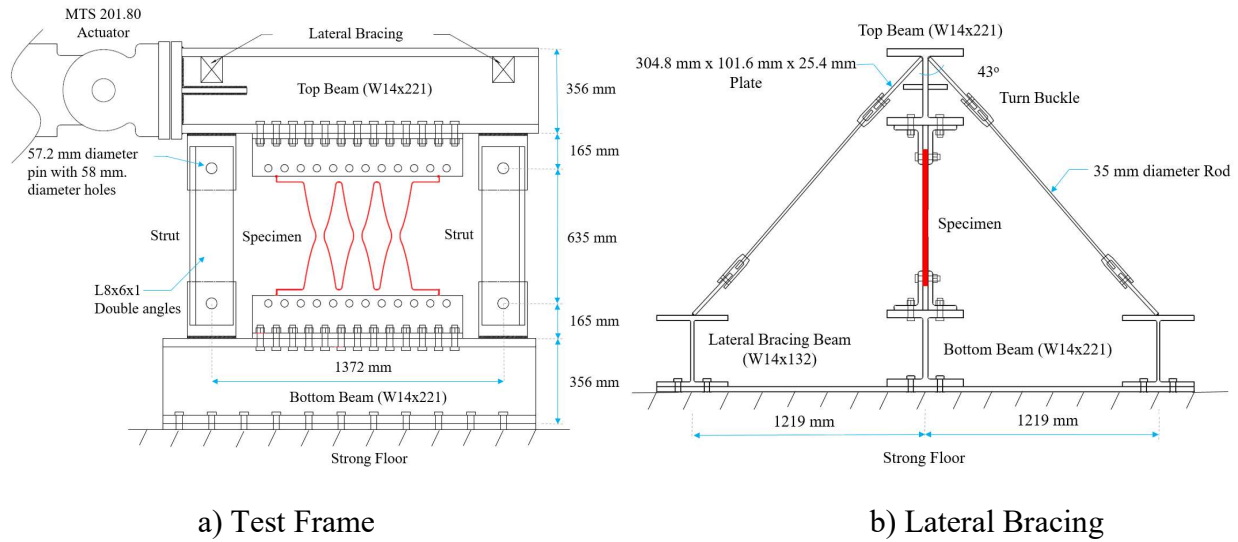 MTS 201.80
Actuator
Lateral Bracing
Top Beam (W14x221)
356 mm
57.2 mm diameter
pin with 58 mm.
diameter holes
165 mm
Strut
Specimen
Strut
635 mm
L8x6x1
Double angles
165 mm
1372 mm
Bottom Beam (W14x221)
356 mm
Strong Floor
a) Test Frame
Top Beam (W14x221)
304.8 mm x 101.6 mm x 25.4 mm
Plate
43°
Turn Buckle
35 mm diameter Rod
Specimen
Lateral Bracing Beam
(W14x132)
Bottom Beam (W14x221)
1219 mm
1219 mm
Strong Floor
b) Lateral Bracing